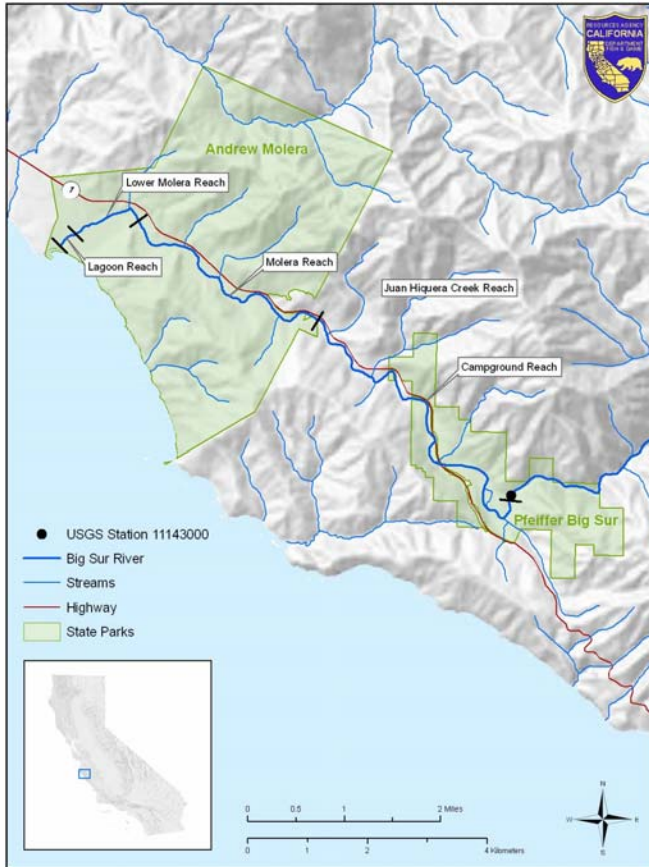 RESOURCES AGENCY
CALIFORNIA
DEPARTMENT
FISH & GAME
Andrew Molera
Lower Molera Reach
1
Lagoon Reach
Molera Reach
Juan Hiquera Creek Reach
Campground Reach
Pfeiffer Big Sur
USGS Station 11143000
Big Sur River
Streams
Highway
State Parks
0 0.5 1 2 Miles
0 1 2 4 Kilometers
N
W E
S